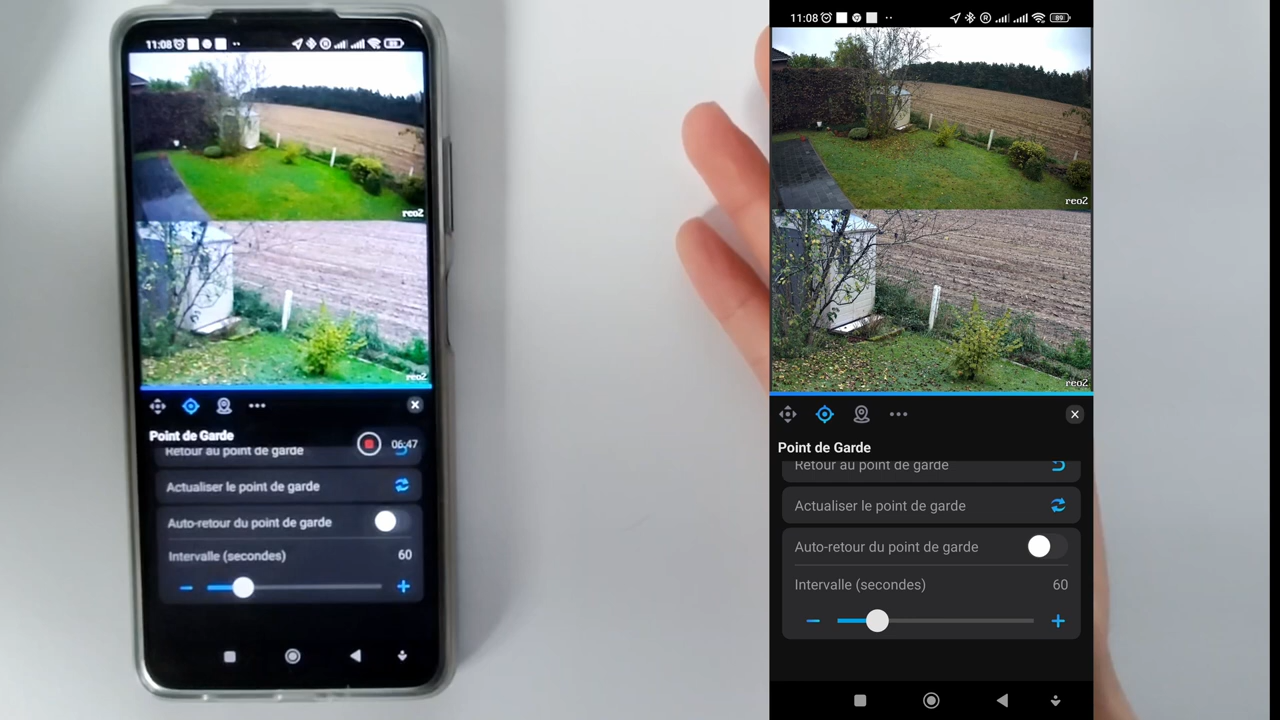 11:08
89
reo2
reo2
Point de Garde
06:47
Retour au point de garde
Actualiser le point de garde
Auto-retour du point de garde
Intervalle (secondes)
60
11:08
89
reo2
reo2
Point de Garde
Retour au point de garde
Actualiser le point de garde
Auto-retour du point de garde
Intervalle (secondes)
60